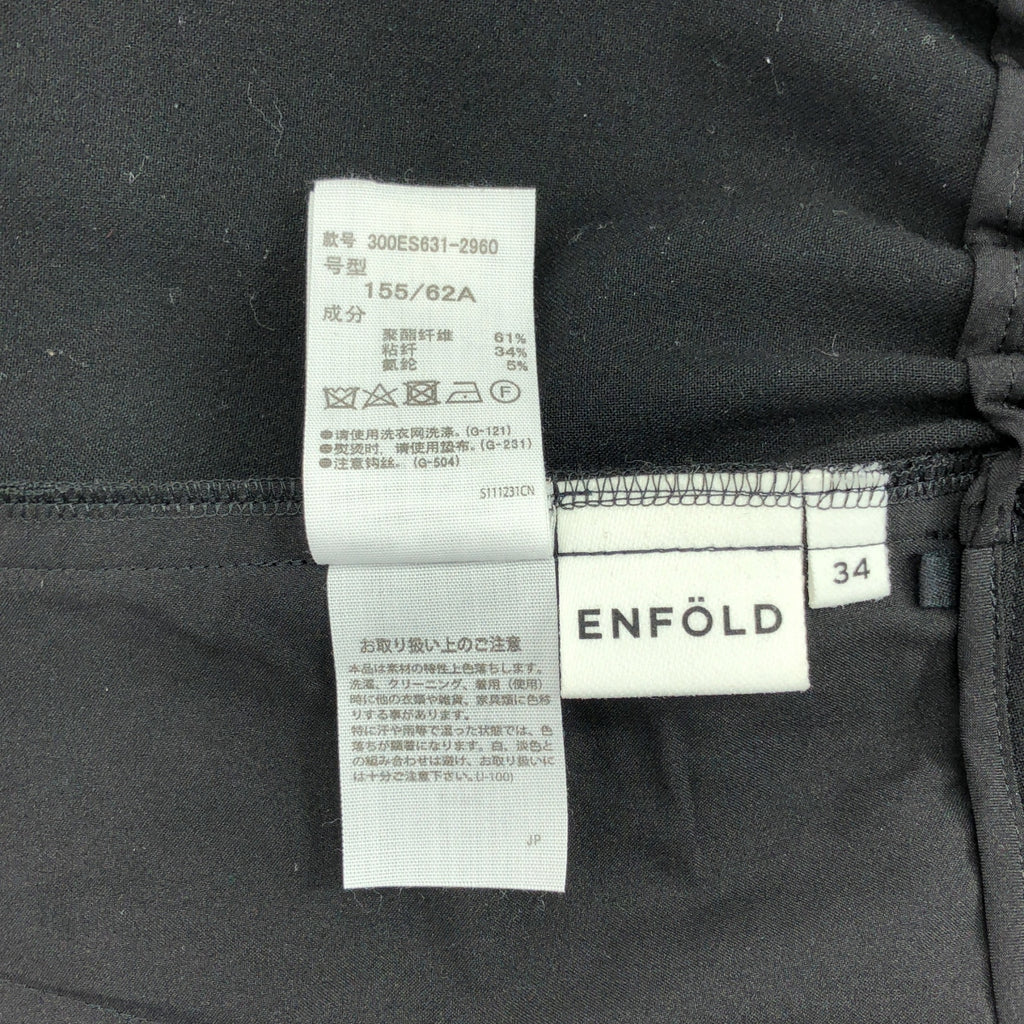 款号 300ES631-2960
号型
155/62A
成分
聚酯纤维 61%
粘纤 34%
氨纶 5%
F
●请使用洗衣网洗涤。(G-121)
●熨烫时，请使用垫布。(G-231)
●注意钩丝。(G-504)
S111231CN
34
ENFÖLD
お取り扱い上のご注意
本品は素材の特性上色落ちします。
洗濯、クリーニング、着用（使用）
時に他の衣類や雑貨、家具類に色移
りする事があります。
特に汗や雨等で湿った状態では、色
落ちが顕著になります。白、淡色と
の組み合わせは避け、お取り扱いに
は十分ご注意下さい。(J-100)
JP